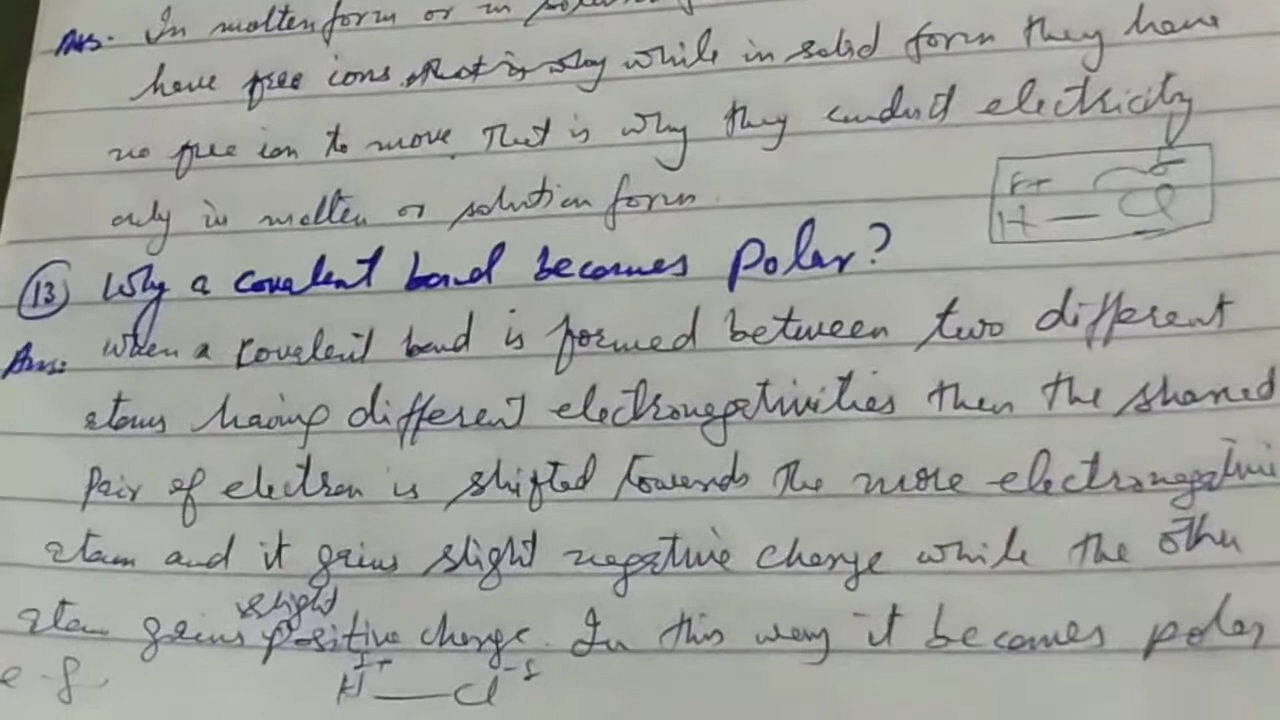 Ans. In molten form or in
have free ions that is why while in solid form they have
no free ion to move. That is why they conduct electricity
only in molten or solution form.
δ+ δ-
H — Cl
13 Why a covalent bond becomes Polar?
Ans: When a covalent bond is formed between two different
atoms having different electronegativities then the shared
Pair of electron is shifted towards the more electronegative
atom and it gains slight negative charge while the other
slight
atom gains positive charge. In this way it becomes polar
e.g. δ+ -δ
H — Cl